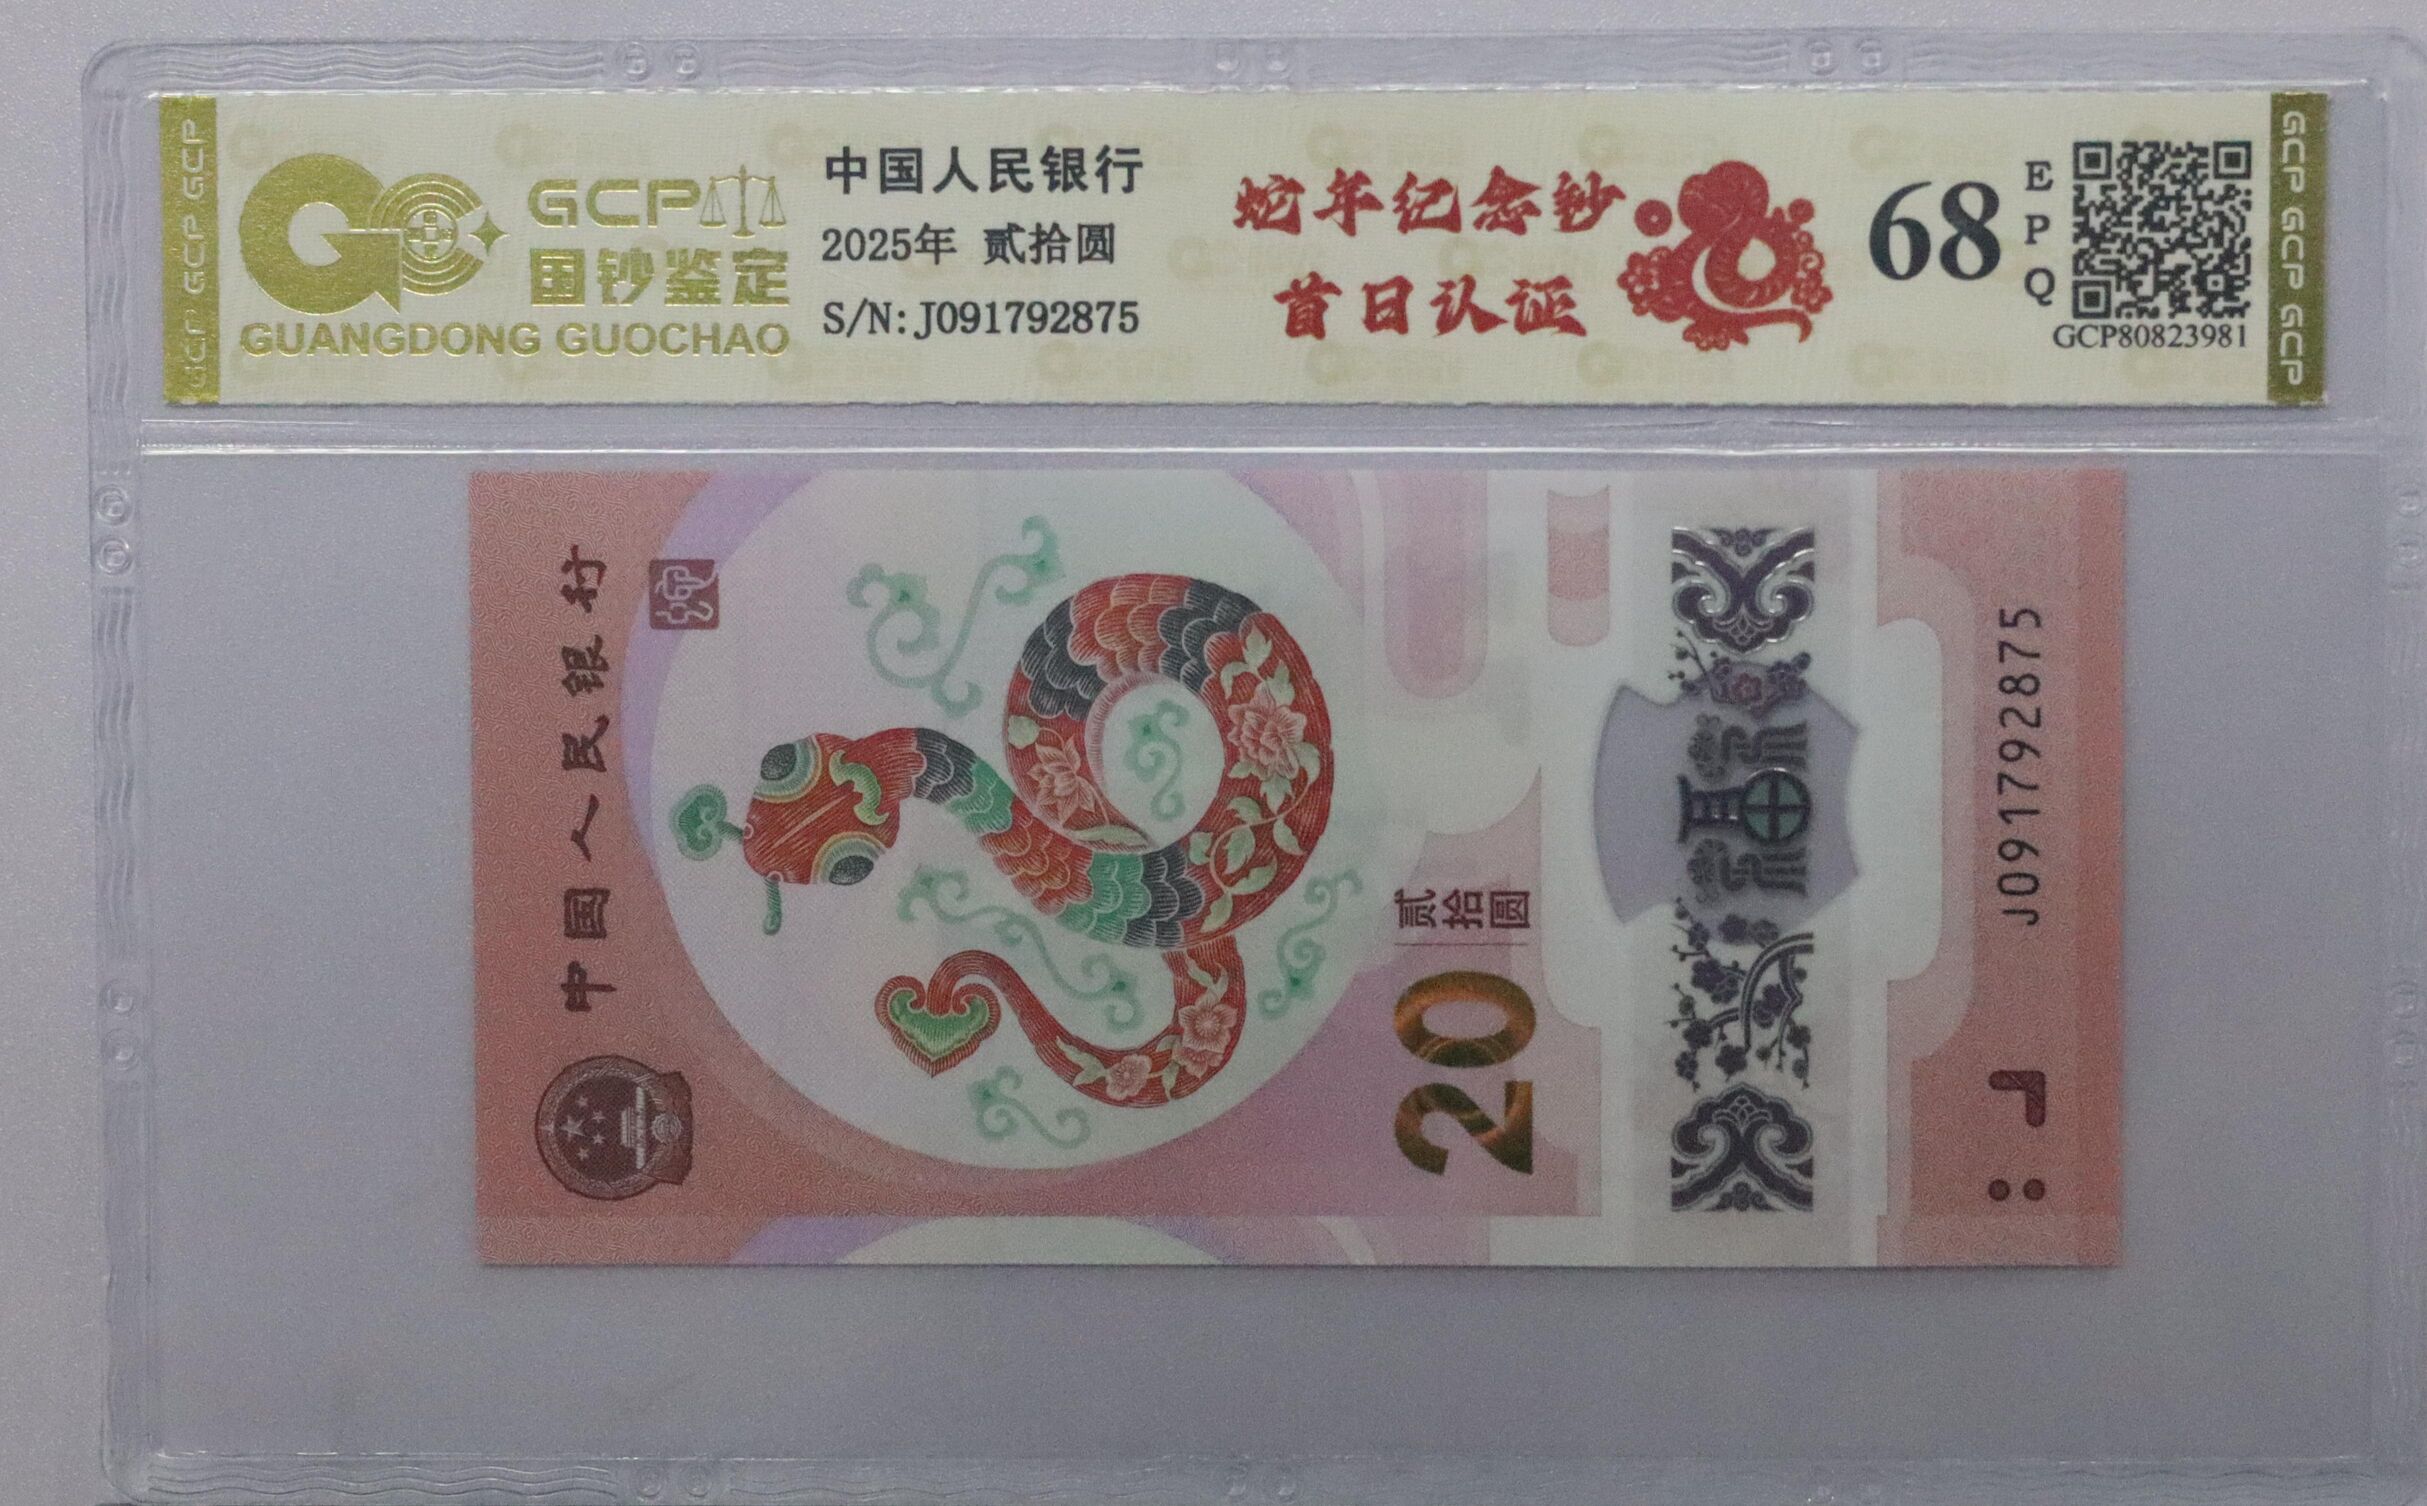 GCP GCP GCP
GCP
国钞鉴定
GUANGDONG GUOCHAO
中国人民银行
2025年 贰拾圆
S/N:J091792875
蛇年纪念钞
首日认证
68
EPQ
GCP80823981
GCP GCP GCP
中国人民银行
贰拾圆
20
福
J091792875